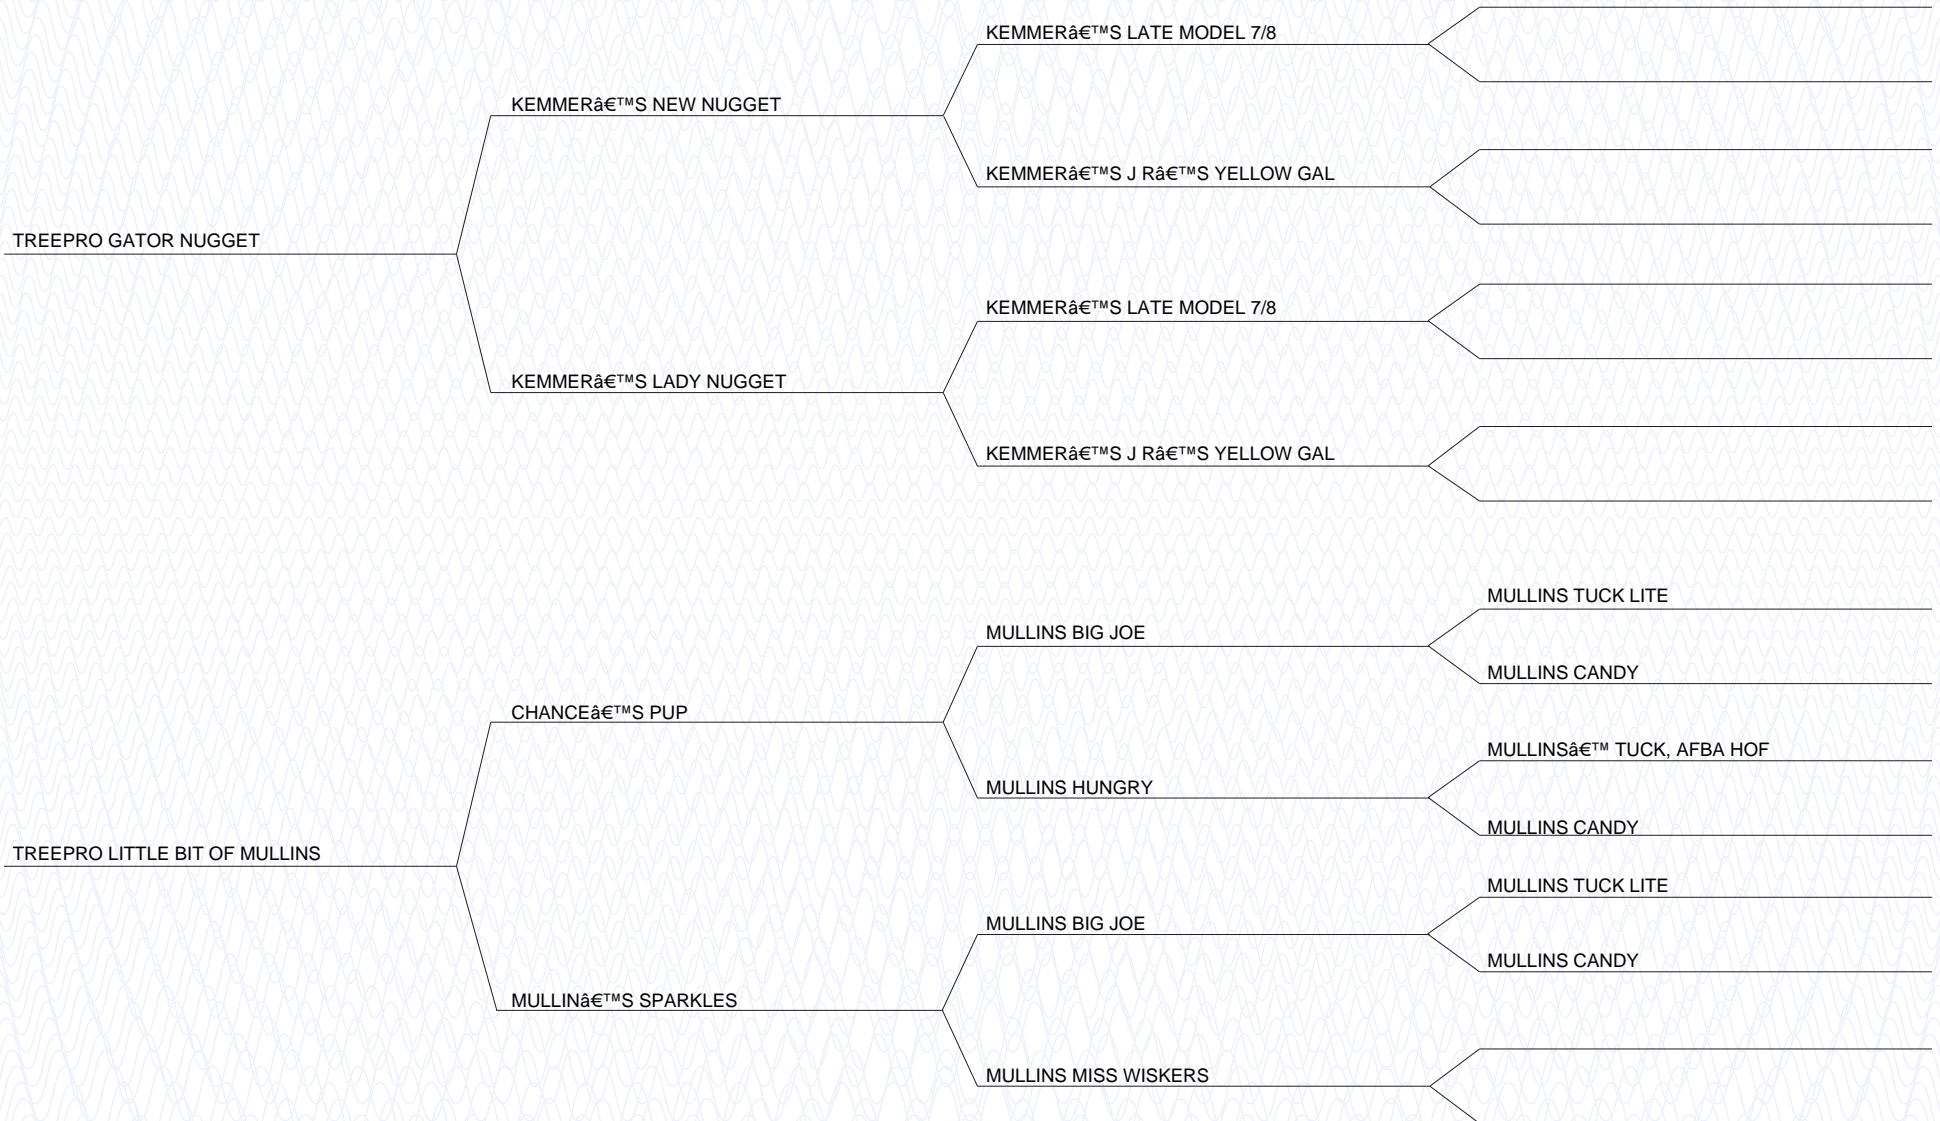 KEMMERâ€™S LATE MODEL 7/8
KEMMERâ€™S NEW NUGGET
KEMMERâ€™S J Râ€™S YELLOW GAL
TREEPRO GATOR NUGGET
KEMMERâ€™S LATE MODEL 7/8
KEMMERâ€™S LADY NUGGET
KEMMERâ€™S J Râ€™S YELLOW GAL
MULLINS TUCK LITE
MULLINS BIG JOE
MULLINS CANDY
CHANCEâ€™S PUP
MULLINSâ€™ TUCK, AFBA HOF
MULLINS HUNGRY
MULLINS CANDY
TREEPRO LITTLE BIT OF MULLINS
MULLINS TUCK LITE
MULLINS BIG JOE
MULLINS CANDY
MULLINâ€™S SPARKLES
MULLINS MISS WISKERS